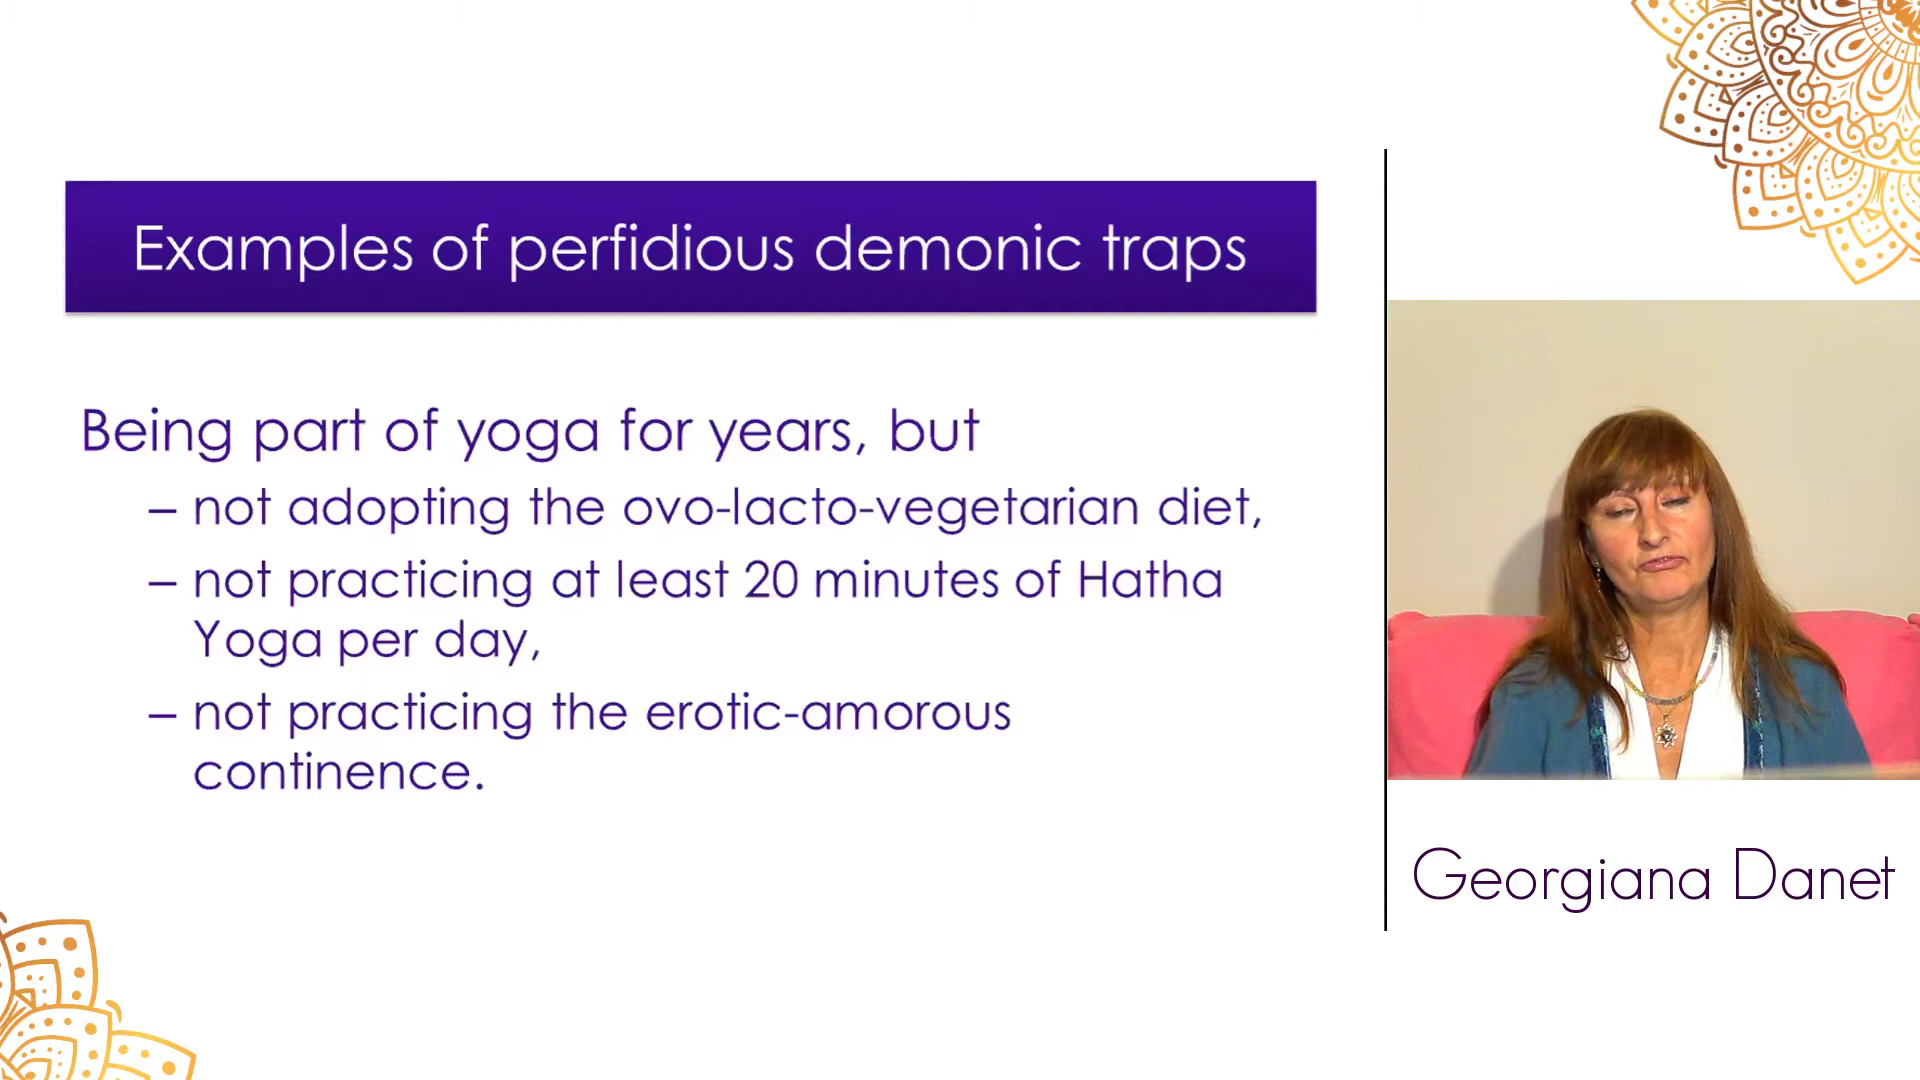 Examples of perfidious demonic traps
Being part of yoga for years, but
– not adopting the ovo-lacto-vegetarian diet,
– not practicing at least 20 minutes of Hatha
Yoga per day,
– not practicing the erotic-amorous
continence.
Georgiana Danet